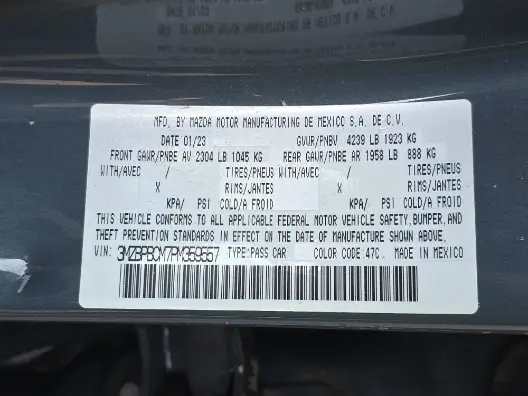 MFD. BY MAZDA MOTOR MANUFACTURING DE MEXICO S.A. DE C.V.
DATE 01/23 GVWR/PNBV 4239 LB 1923 KG
FRONT GAWR/PNBE AV 2304 LB 1045 KG REAR GAWR/PNBE AR 1958 LB 888 KG
WITH/AVEC / TIRES/PNEUS WITH/AVEC / TIRES/PNEUS
X RIMS/JANTES X RIMS/JANTES
KPA/ PSI COLD/A FROID KPA/ PSI COLD/A FROID
THIS VEHICLE CONFORMS TO ALL APPLICABLE FEDERAL MOTOR VEHICLE SAFETY, BUMPER, AND
THEFT PREVENTION STANDARDS IN EFFECT ON THE DATE OF MANUFACTURE SHOWN ABOVE.
VIN: 3MZBPBCM7PM359557 TYPE:PASS CAR COLOR CODE 47C MADE IN MEXICO